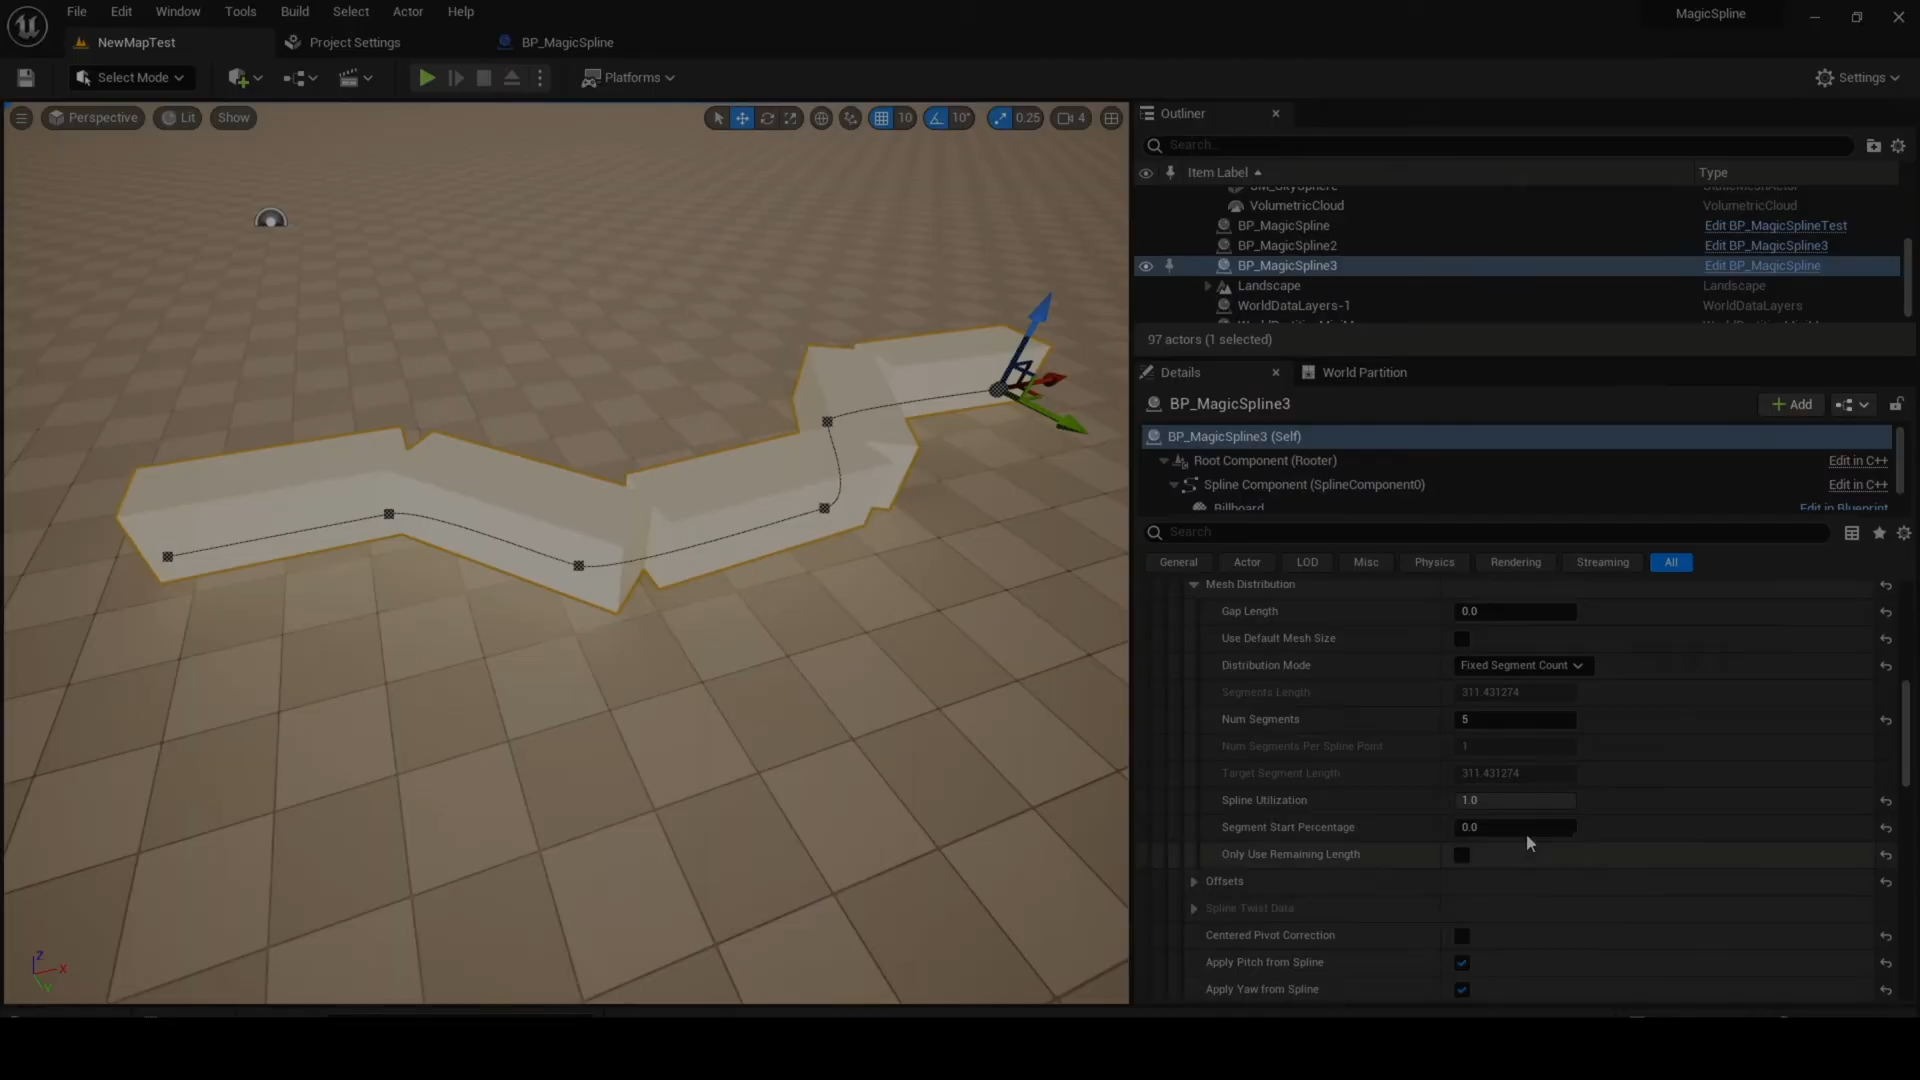 File Edit Window Tools Build Select Actor Help
MagicSpline
NewMapTest
Project Settings
BP_MagicSpline
Select Mode
Platforms
Settings
Perspective
Lit
Show
10
10°
0.25
4
Outliner
Search...
Item Label
Type
SM_SkySphere StaticMeshActor
VolumetricCloud VolumetricCloud
BP_MagicSpline Edit BP_MagicSplineTest
BP_MagicSpline2 Edit BP_MagicSpline3
BP_MagicSpline3 Edit BP_MagicSpline
Landscape Landscape
WorldDataLayers-1 WorldDataLayers
97 actors (1 selected)
Details
World Partition
BP_MagicSpline3
Add
BP_MagicSpline3 (Self)
Root Component (Rooter) Edit in C++
Spline Component (SplineComponent0) Edit in C++
Billboard Edit in Blueprint
Search
General Actor LOD Misc Physics Rendering Streaming All
Mesh Distribution
Gap Length 0.0
Use Default Mesh Size
Distribution Mode Fixed Segment Count
Segments Length 311.431274
Num Segments 5
Num Segments Per Spline Point 1
Target Segment Length 311.431274
Spline Utilization 1.0
Segment Start Percentage 0.0
Only Use Remaining Length
Offsets
Spline Twist Data
Centered Pivot Correction
Apply Pitch from Spline
Apply Yaw from Spline
Z
X
Y